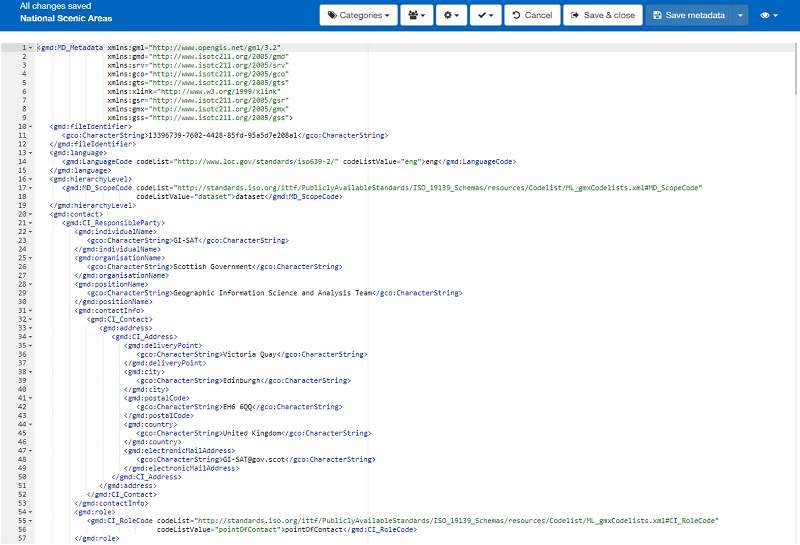 All changes saved
National Scenic Areas
Categories
Cancel
Save & close
Save metadata
1 <gmd:MD_Metadata xmlns:gml="http://www.opengis.net/gml/3.2"
2 xmlns:gmd="http://www.isotc211.org/2005/gmd"
3 xmlns:srv="http://www.isotc211.org/2005/srv"
4 xmlns:gco="http://www.isotc211.org/2005/gco"
5 xmlns:gts="http://www.isotc211.org/2005/gts"
6 xmlns:xlink="http://www.w3.org/1999/xlink"
7 xmlns:gsr="http://www.isotc211.org/2005/gsr"
8 xmlns:gmx="http://www.isotc211.org/2005/gmx"
9 xmlns:gss="http://www.isotc211.org/2005/gss">
10 <gmd:fileIdentifier>
11 <gco:CharacterString>13396739-7602-4428-85fd-95a5d7e208a1</gco:CharacterString>
12 </gmd:fileIdentifier>
13 <gmd:language>
14 <gmd:LanguageCode codeList="http://www.loc.gov/standards/iso639-2/" codeListValue="eng">eng</gmd:LanguageCode>
15 </gmd:language>
16 <gmd:hierarchyLevel>
17 <gmd:MD_ScopeCode codeList="http://standards.iso.org/ittf/PubliclyAvailableStandards/ISO_19139_Schemas/resources/Codelist/ML_gmxCodelists.xml#MD_ScopeCode"
18 codeListValue="dataset">dataset</gmd:MD_ScopeCode>
19 </gmd:hierarchyLevel>
20 <gmd:contact>
21 <gmd:CI_ResponsibleParty>
22 <gmd:individualName>
23 <gco:CharacterString>GI-SAT</gco:CharacterString>
24 </gmd:individualName>
25 <gmd:organisationName>
26 <gco:CharacterString>Scottish Government</gco:CharacterString>
27 </gmd:organisationName>
28 <gmd:positionName>
29 <gco:CharacterString>Geographic Information Science and Analysis Team</gco:CharacterString>
30 </gmd:positionName>
31 <gmd:contactInfo>
32 <gmd:CI_Contact>
33 <gmd:address>
34 <gmd:CI_Address>
35 <gmd:deliveryPoint>
36 <gco:CharacterString>Victoria Quay</gco:CharacterString>
37 </gmd:deliveryPoint>
38 <gmd:city>
39 <gco:CharacterString>Edinburgh</gco:CharacterString>
40 </gmd:city>
41 <gmd:postalCode>
42 <gco:CharacterString>EH6 6QQ</gco:CharacterString>
43 </gmd:postalCode>
44 <gmd:country>
45 <gco:CharacterString>United Kingdom</gco:CharacterString>
46 </gmd:country>
47 <gmd:electronicMailAddress>
48 <gco:CharacterString>GI-SAT@gov.scot</gco:CharacterString>
49 </gmd:electronicMailAddress>
50 </gmd:CI_Address>
51 </gmd:address>
52 </gmd:CI_Contact>
53 </gmd:contactInfo>
54 <gmd:role>
55 <gmd:CI_RoleCode codeList="http://standards.iso.org/ittf/PubliclyAvailableStandards/ISO_19139_Schemas/resources/Codelist/ML_gmxCodelists.xml#CI_RoleCode"
56 codeListValue="pointOfContact">pointOfContact</gmd:CI_RoleCode>
57 </gmd:role>